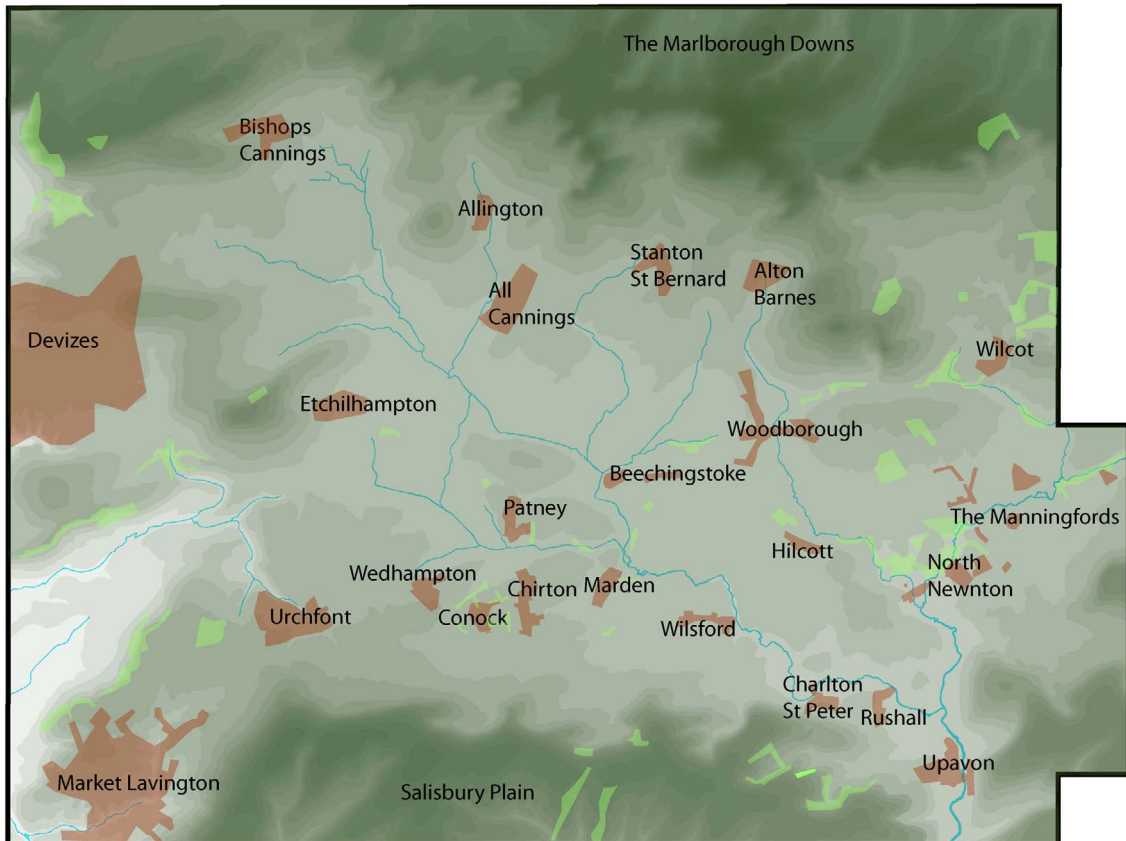 The Marlborough Downs
Bishops
Cannings
Allington
Stanton
St Bernard
Alton
Barnes
All
Cannings
Devizes
Wilcot
Etchilhampton
Woodborough
Beechingstoke
Patney
The Manningfords
Hilcott
North
Newnton
Wedhampton
Chirton
Marden
Conock
Urchfont
Wilsford
Charlton
St Peter
Rushall
Upavon
Market Lavington
Salisbury Plain